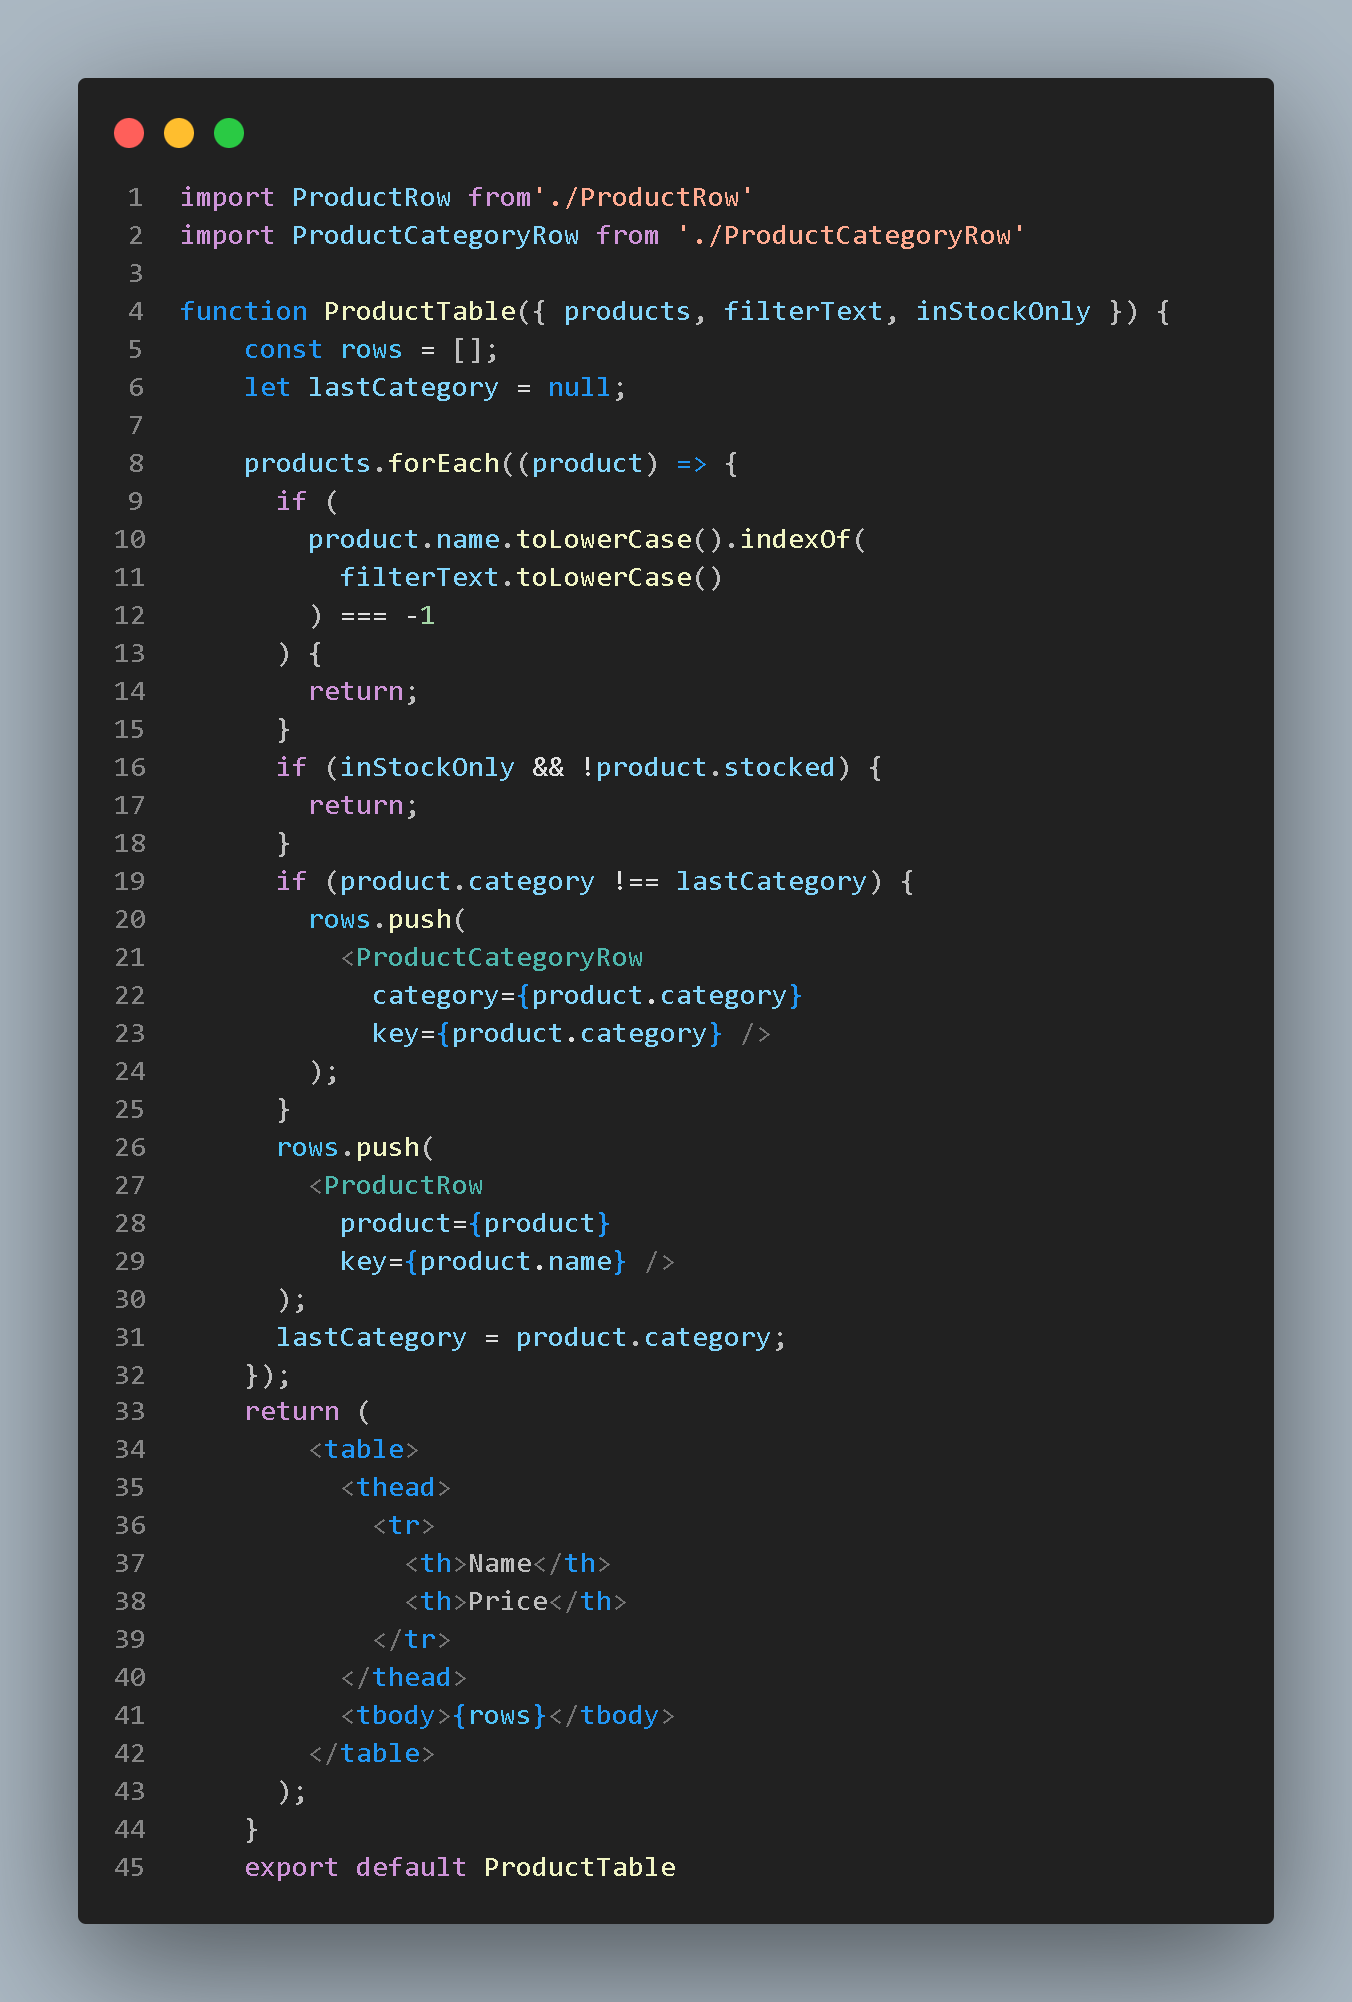 1 import ProductRow from'./ProductRow'
2 import ProductCategoryRow from './ProductCategoryRow'
3
4 function ProductTable({ products, filterText, inStockOnly }) {
5     const rows = [];
6     let lastCategory = null;
7
8     products.forEach((product) => {
9       if (
10         product.name.toLowerCase().indexOf(
11           filterText.toLowerCase()
12         ) === -1
13       ) {
14         return;
15       }
16       if (inStockOnly && !product.stocked) {
17         return;
18       }
19       if (product.category !== lastCategory) {
20         rows.push(
21           <ProductCategoryRow
22             category={product.category}
23             key={product.category} />
24         );
25       }
26       rows.push(
27         <ProductRow
28           product={product}
29           key={product.name} />
30       );
31       lastCategory = product.category;
32     });
33     return (
34         <table>
35           <thead>
36             <tr>
37               <th>Name</th>
38               <th>Price</th>
39             </tr>
40           </thead>
41           <tbody>{rows}</tbody>
42         </table>
43       );
44     }
45     export default ProductTable